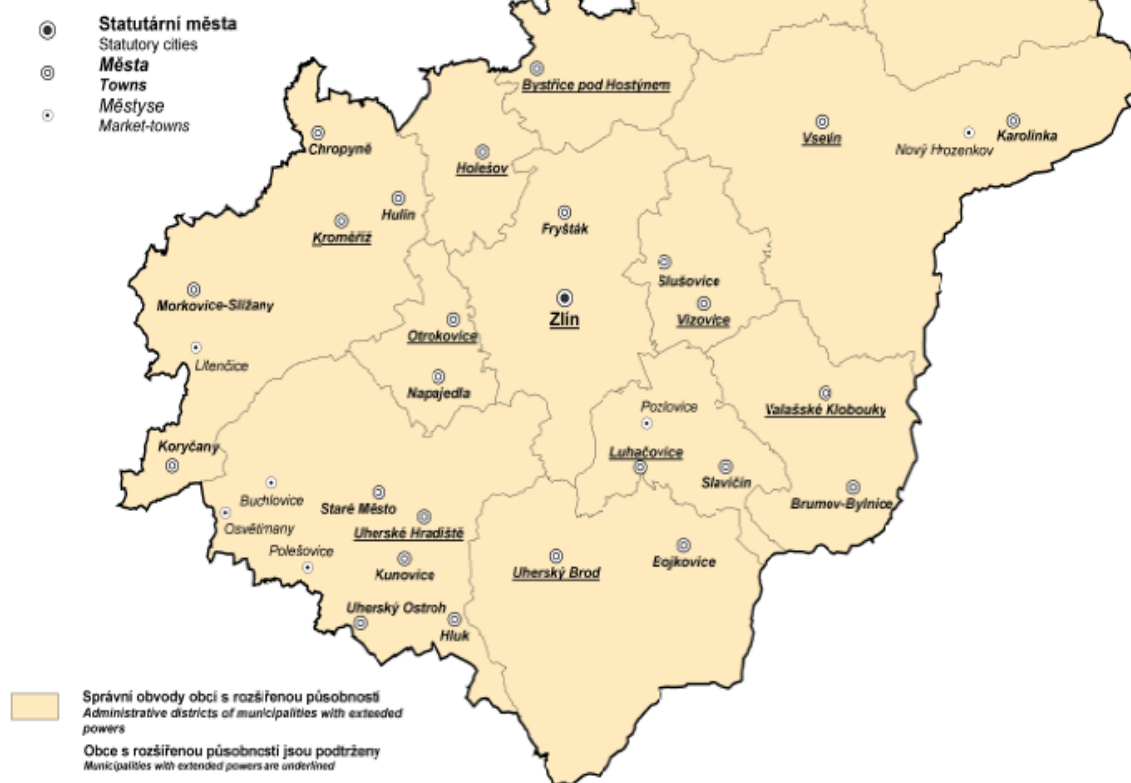 Statutární města
Statutory cities
Města
Towns
Městyse
Market-towns
Bystřice pod Hostýnem
Chropyně
Holešov
Vselín
Nový Hrozenkov
Karolinka
Hulín
Kroměříž
Fryšták
Slušovice
Morkovice-Slížany
Zlín
Vizovice
Otrokovice
Litenčice
Napajedla
Pozlovice
Valašské Klobouky
Koryčany
Luhačovice
Slavičín
Buchlovice
Staré Město
Brumov-Bylnice
Osvětimany
Uherské Hradiště
Polešovice
Kunovice
Uherský Brod
Bojkovice
Uherský Ostroh
Hluk
Správní obvody obcí s rozšířenou působností
Administrative districts of municipalities with exteeded
powers
Obce s rozšířenou působností jsou podtrženy
Municipalities with extended powers are underlined